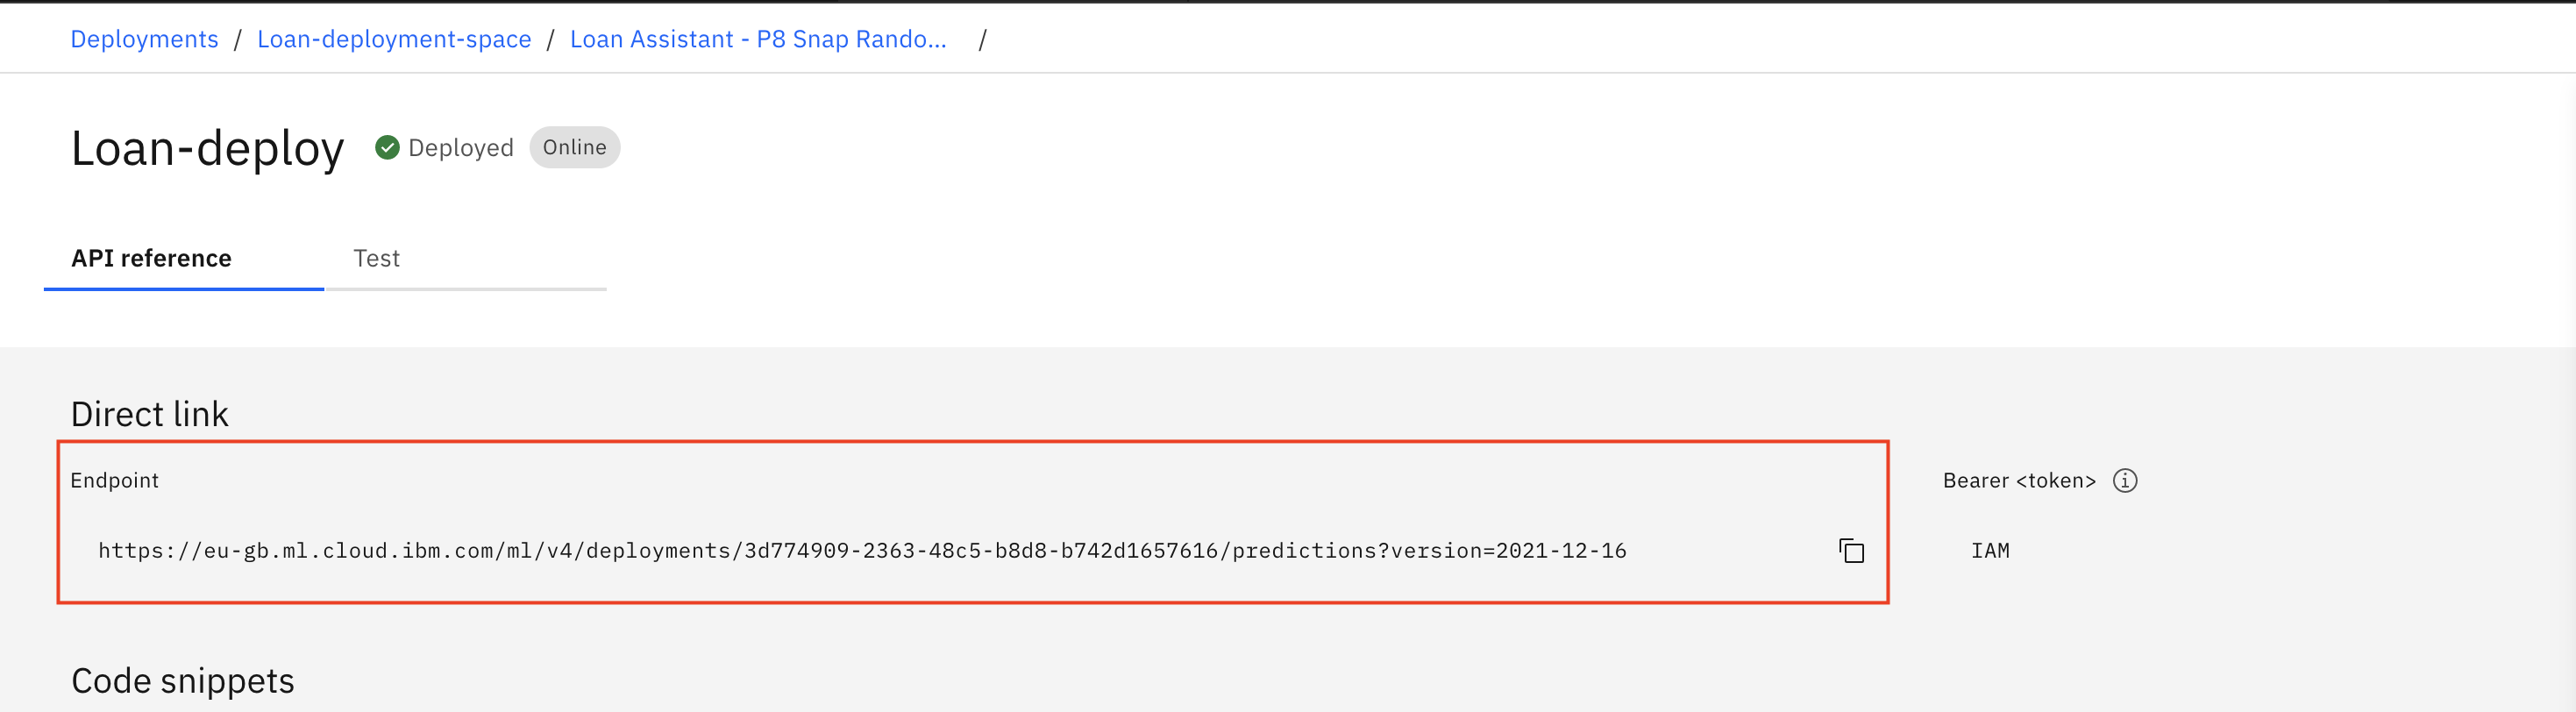 Deployments / Loan-deployment-space / Loan Assistant - P8 Snap Rando... /
Loan-deploy Deployed Online
API reference Test
Direct link
Endpoint Bearer <token>
https://eu-gb.ml.cloud.ibm.com/ml/v4/deployments/3d774909-2363-48c5-b8d8-b742d1657616/predictions?version=2021-12-16 IAM
Code snippets